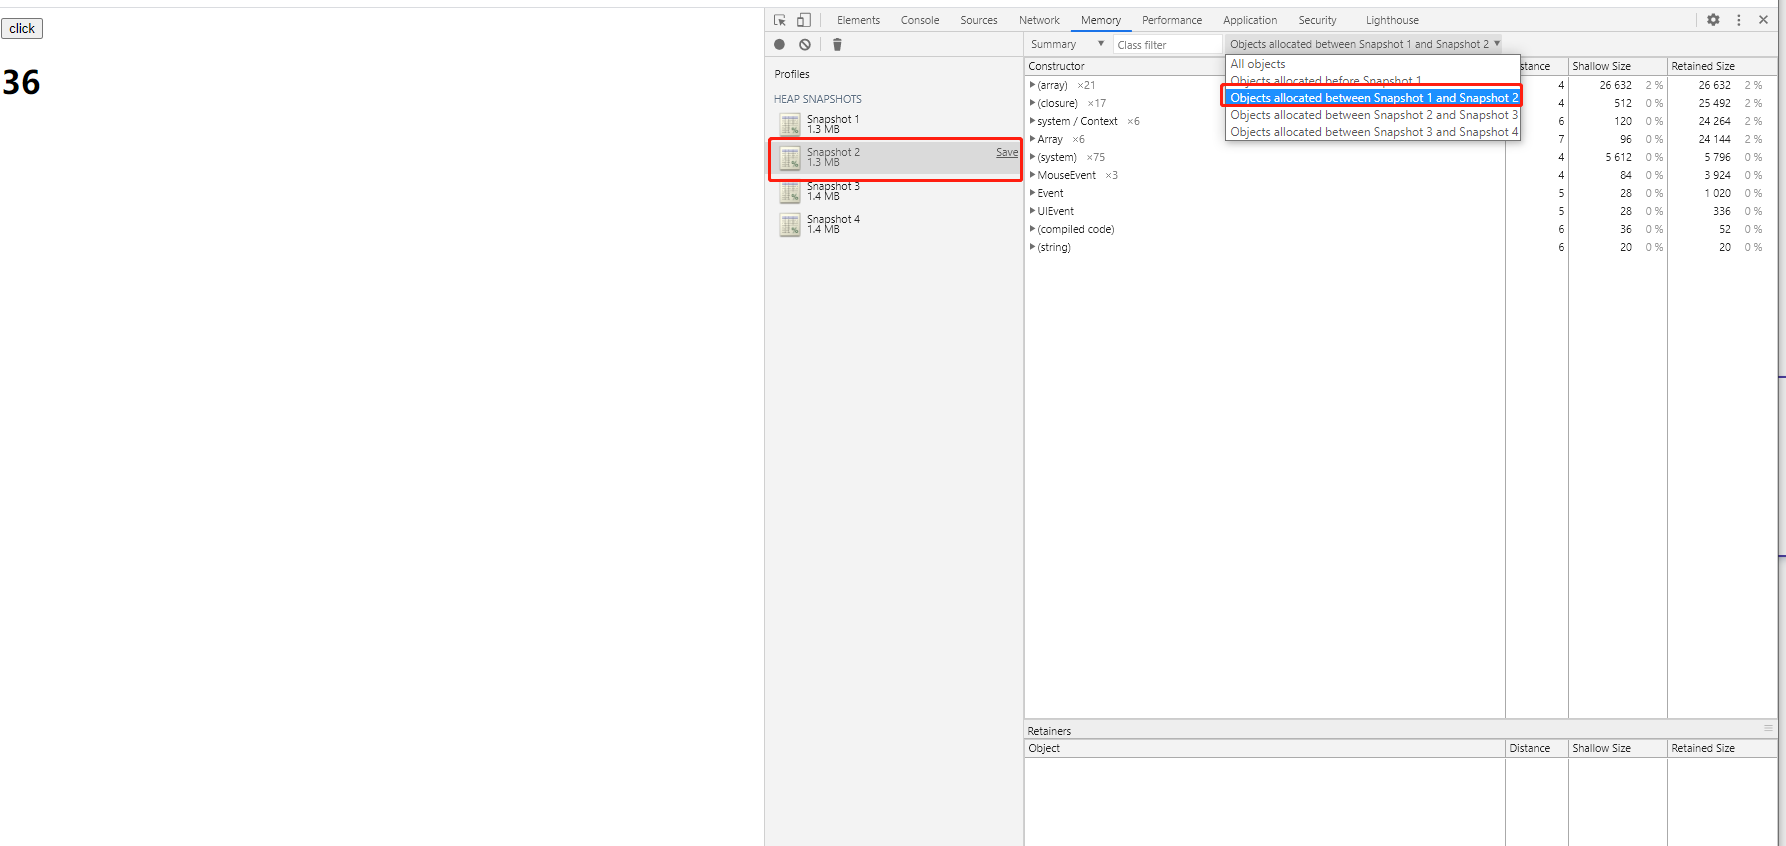 click
36
Elements Console Sources Network Memory Performance Application Security Lighthouse
Summary ▼ Class filter Objects allocated between Snapshot 1 and Snapshot 2 ▼
All objects
Objects allocated before Snapshot 1
Objects allocated between Snapshot 1 and Snapshot 2
Objects allocated between Snapshot 2 and Snapshot 3
Objects allocated between Snapshot 3 and Snapshot 4
Profiles
HEAP SNAPSHOTS
Snapshot 1
1.3 MB
Snapshot 2 Save
1.3 MB
Snapshot 3
1.4 MB
Snapshot 4
1.4 MB
Constructor stance Shallow Size Retained Size
(array) ×21 4 26 632 2 % 26 632 2 %
(closure) ×17 4 512 0 % 25 492 2 %
system / Context ×6 6 120 0 % 24 264 2 %
Array ×6 7 96 0 % 24 144 2 %
(system) ×75 4 5 612 0 % 5 796 0 %
MouseEvent ×3 4 84 0 % 3 924 0 %
Event 5 28 0 % 1 020 0 %
UIEvent 5 28 0 % 336 0 %
(compiled code) 6 36 0 % 52 0 %
(string) 6 20 0 % 20 0 %
Retainers
Object Distance Shallow Size Retained Size